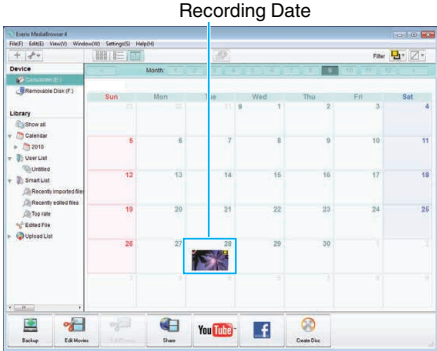 Recording Date
Everio MediaBrowser 4
File(F) Edit(E) View(V) Window(W) Settings(S) Help(H)
Filter
Device
Month:
9
Removable Disk (F:)
Sun Mon Tue Wed Thu Fri Sat
9 1 2 3 4
Library
Show all
Calendar
5 6 7 8 9 10 11
2010
User List
Untitled
12 13 14 15 16 17 18
Smart List
Recently imported files
Recently edited files
Top rate
19 20 21 22 23 24 25
Edited File
Upload List
26 27 28 29 30
Backup
Edit Movies
Share
YouTube
f
Create Disc